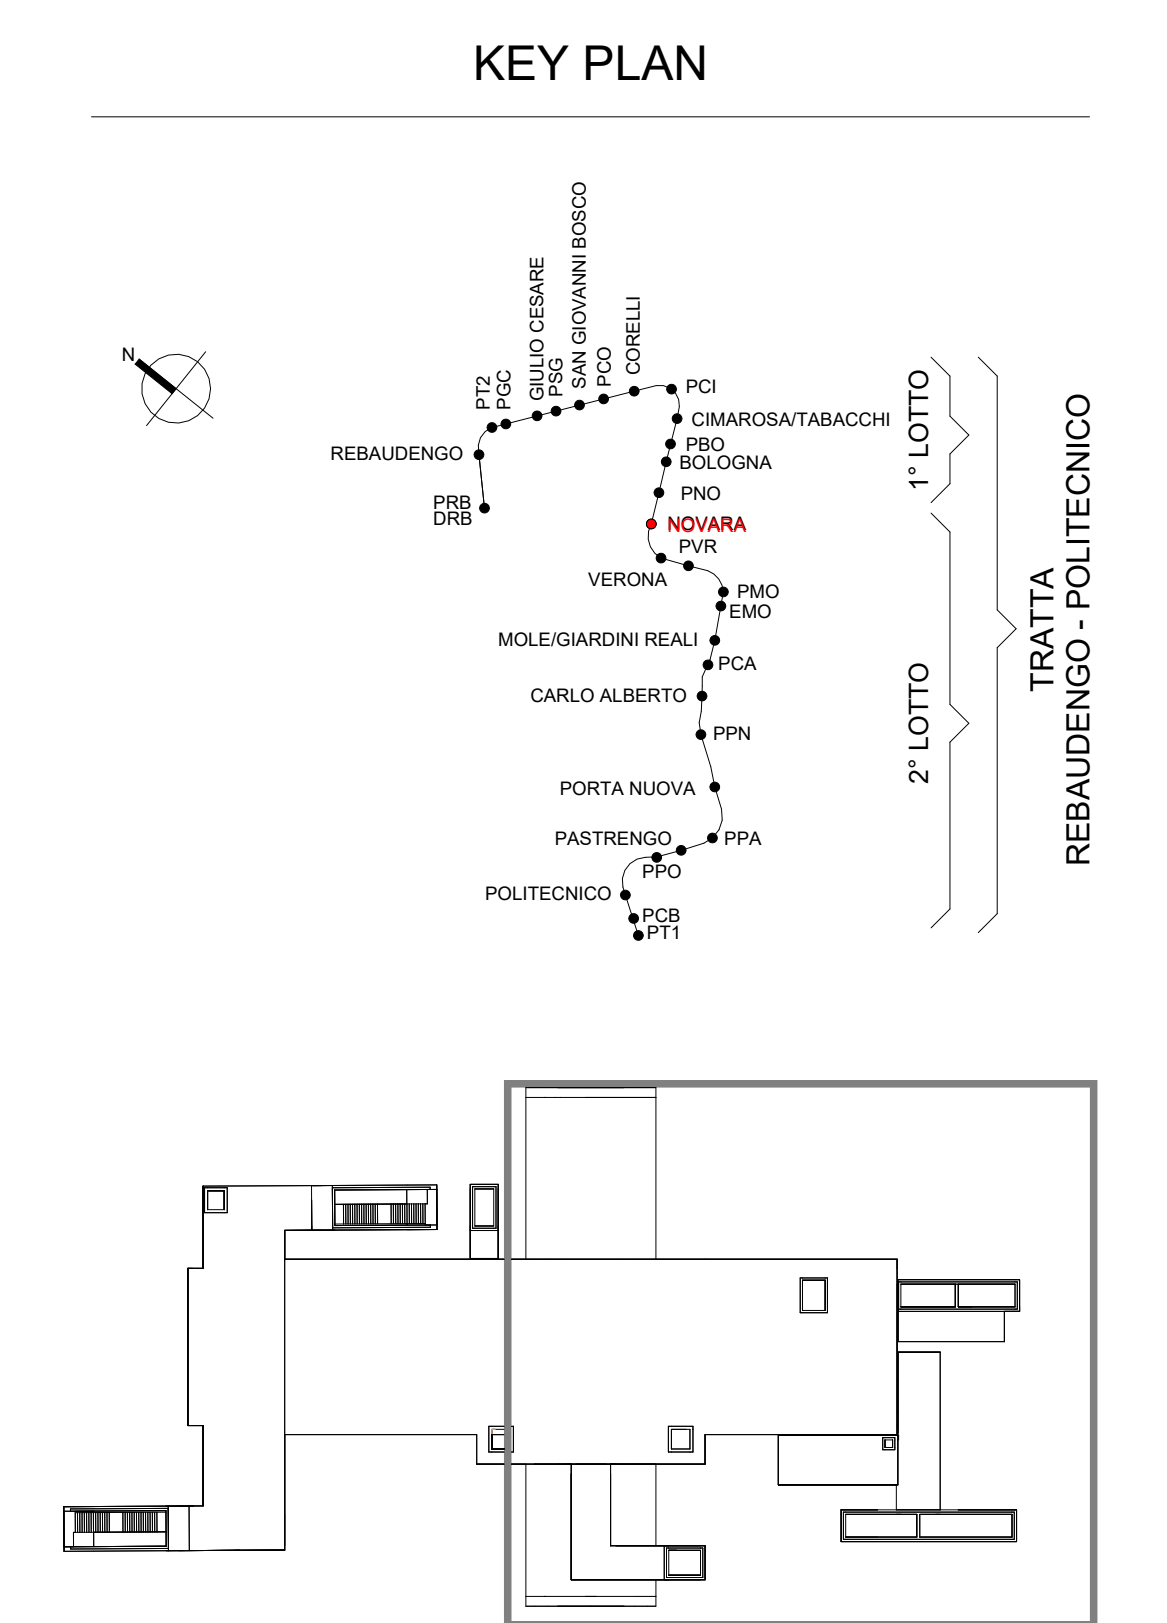 KEY PLAN
N
PT2
PGC
GIULIO CESARE
PSG
SAN GIOVANNI BOSCO
PCO
CORELLI
PCI
CIMAROSA/TABACCHI
REBAUDENGO
PBO
BOLOGNA
PNO
PRB
DRB
NOVARA
PVR
VERONA
PMO
EMO
MOLE/GIARDINI REALI
PCA
CARLO ALBERTO
PPN
PORTA NUOVA
PASTRENGO
PPA
PPO
POLITECNICO
PCB
PT1
1° LOTTO
2° LOTTO
TRATTA
REBAUDENGO - POLITECNICO